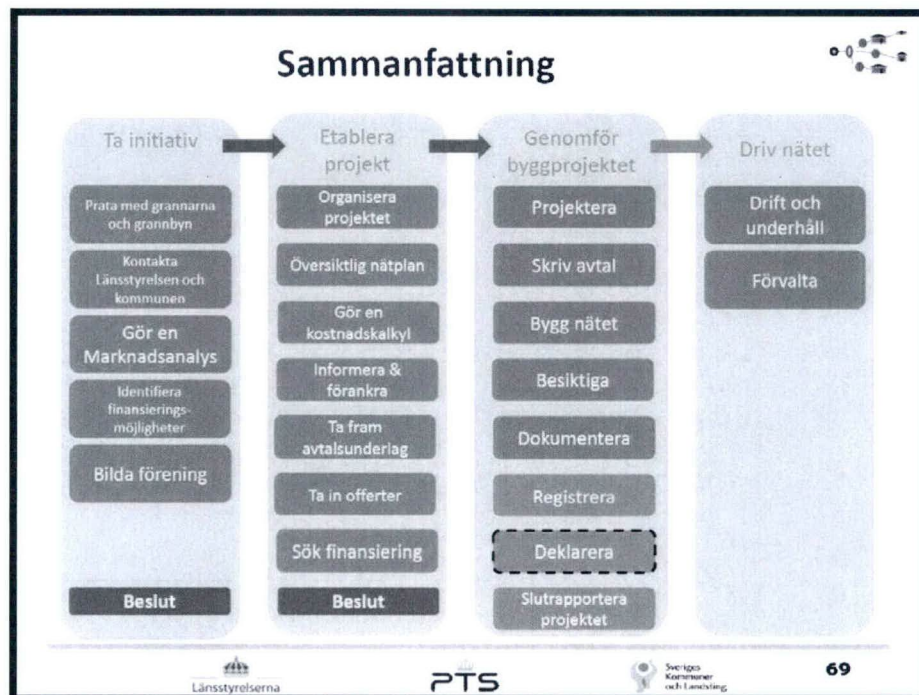 Sammanfattning
Ta initiativ
Prata med grannarna
och grannbyn
Kontakta
Länsstyrelsen och
kommunen
Gör en
Marknadsanalys
Identifiera
finansierings-
möjligheter
Bilda förening
Beslut
Etablera
projekt
Organisera
projektet
Översiktlig nätplan
Gör en
kostnadskalkyl
Informera &
förankra
Ta fram
avtalsunderlag
Ta in offerter
Sök finansiering
Beslut
Genomför
byggprojektet
Projektera
Skriv avtal
Bygg nätet
Besiktiga
Dokumentera
Registrera
Deklarera
Slutrapportera
projektet
Driv nätet
Drift och
underhåll
Förvalta
Länsstyrelserna
PTS
Sveriges
Kommuner
och Landsting
69